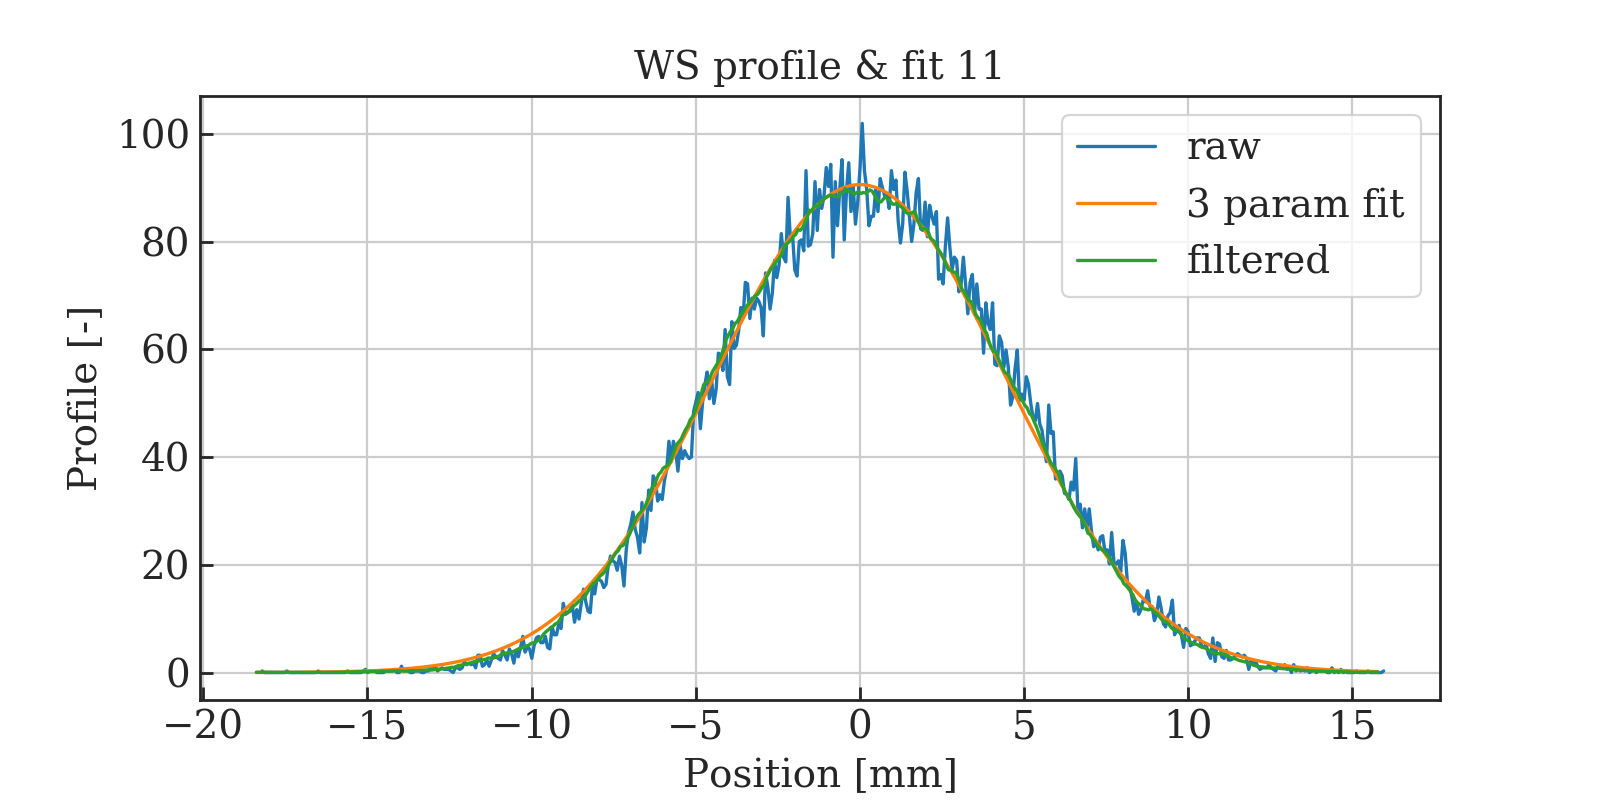 WS profile & fit 11
raw
3 param fit
filtered
Profile [-]
100
80
60
40
20
0
−20 −15 −10 −5 0 5 10 15
Position [mm]